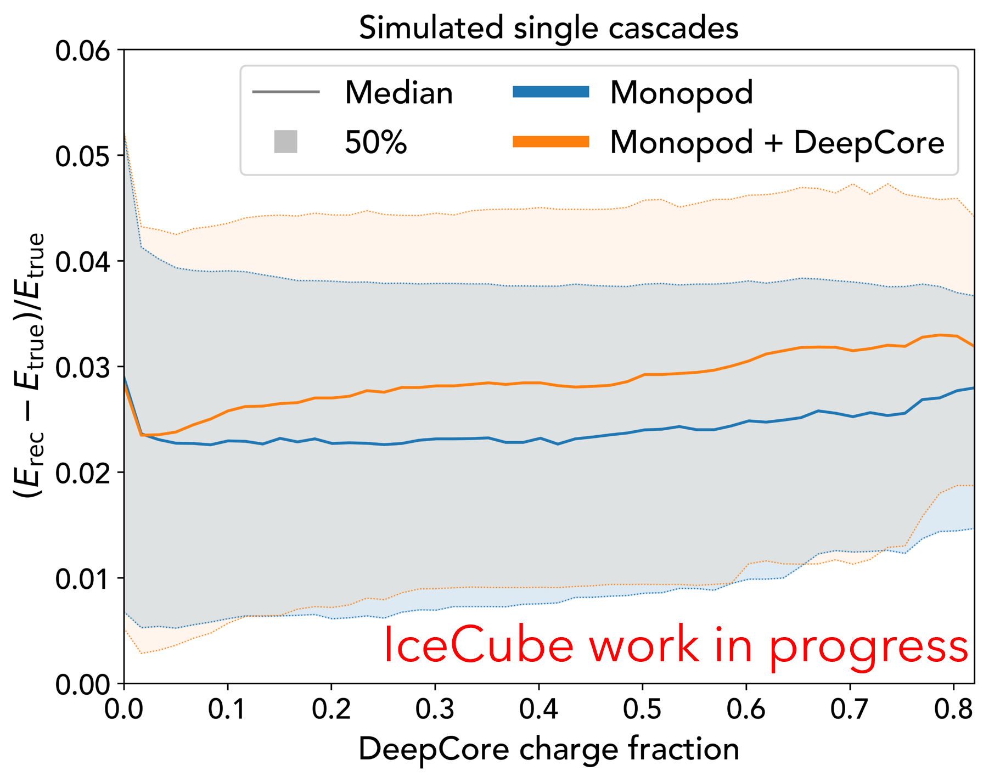 Simulated single cascades
0.06
0.05
0.04
0.03
0.02
0.01
0.00
(E_rec − E_true)/E_true
Median
50%
Monopod
Monopod + DeepCore
IceCube work in progress
0.0 0.1 0.2 0.3 0.4 0.5 0.6 0.7 0.8
DeepCore charge fraction